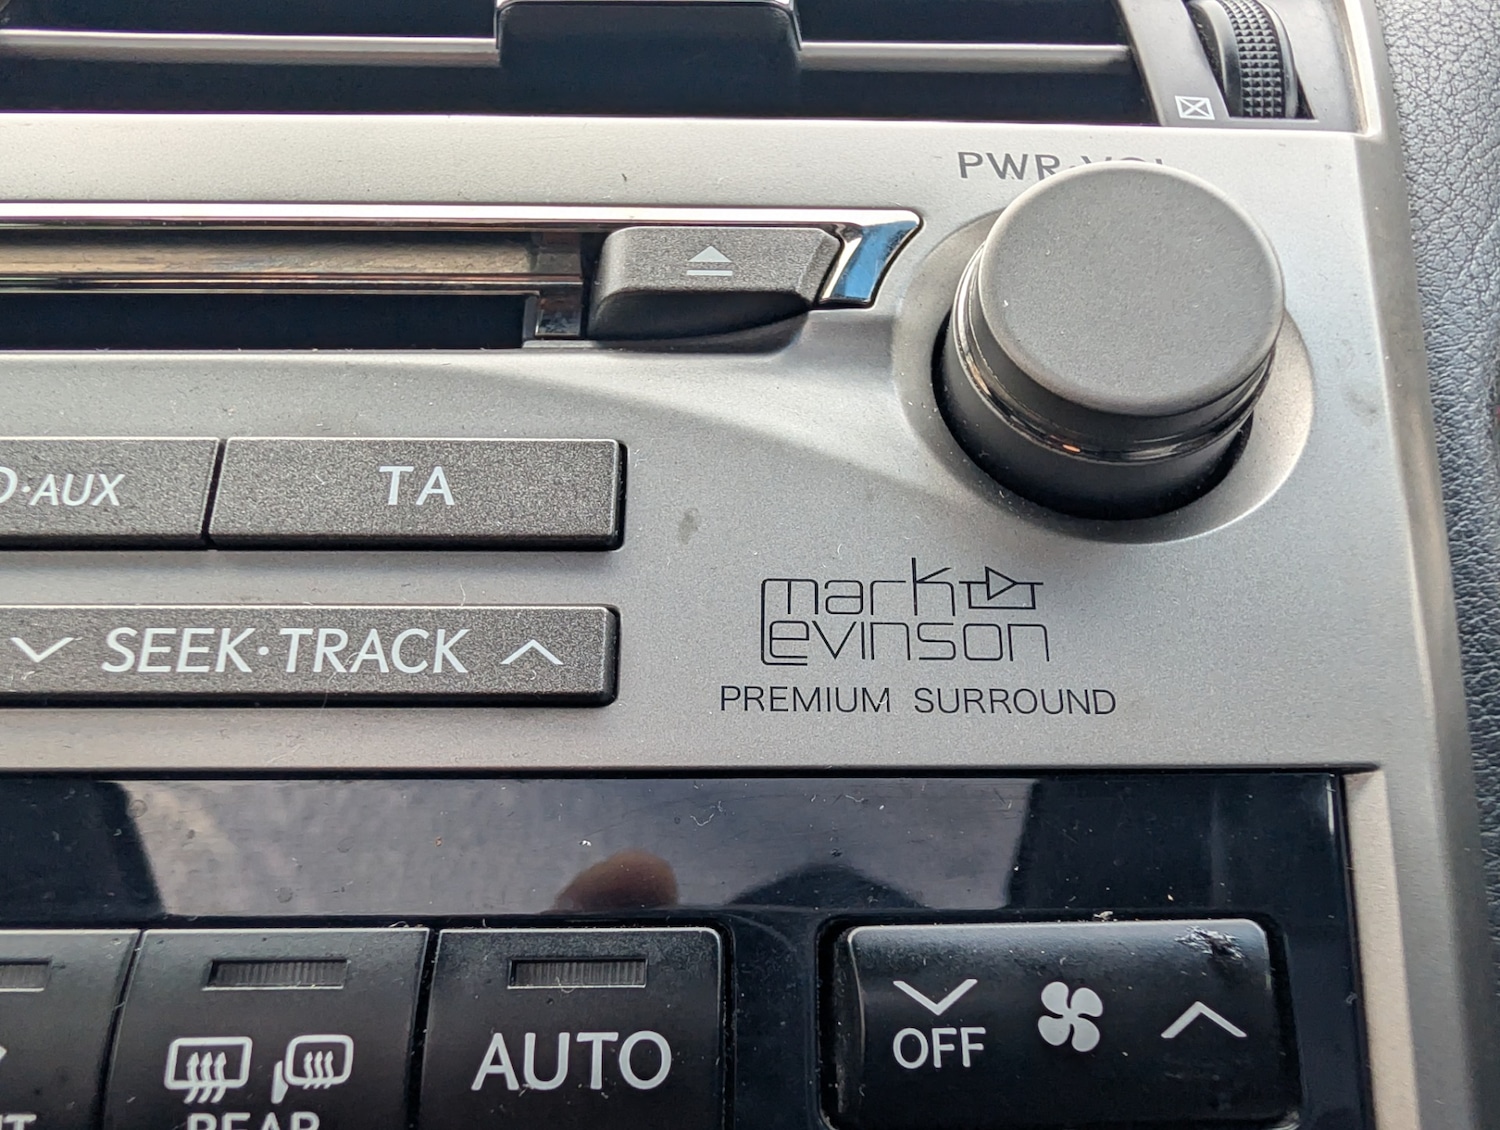 PWR·VOL
·AUX
TA
SEEK·TRACK
mark
Levinson
PREMIUM SURROUND
AUTO
OFF
REAR